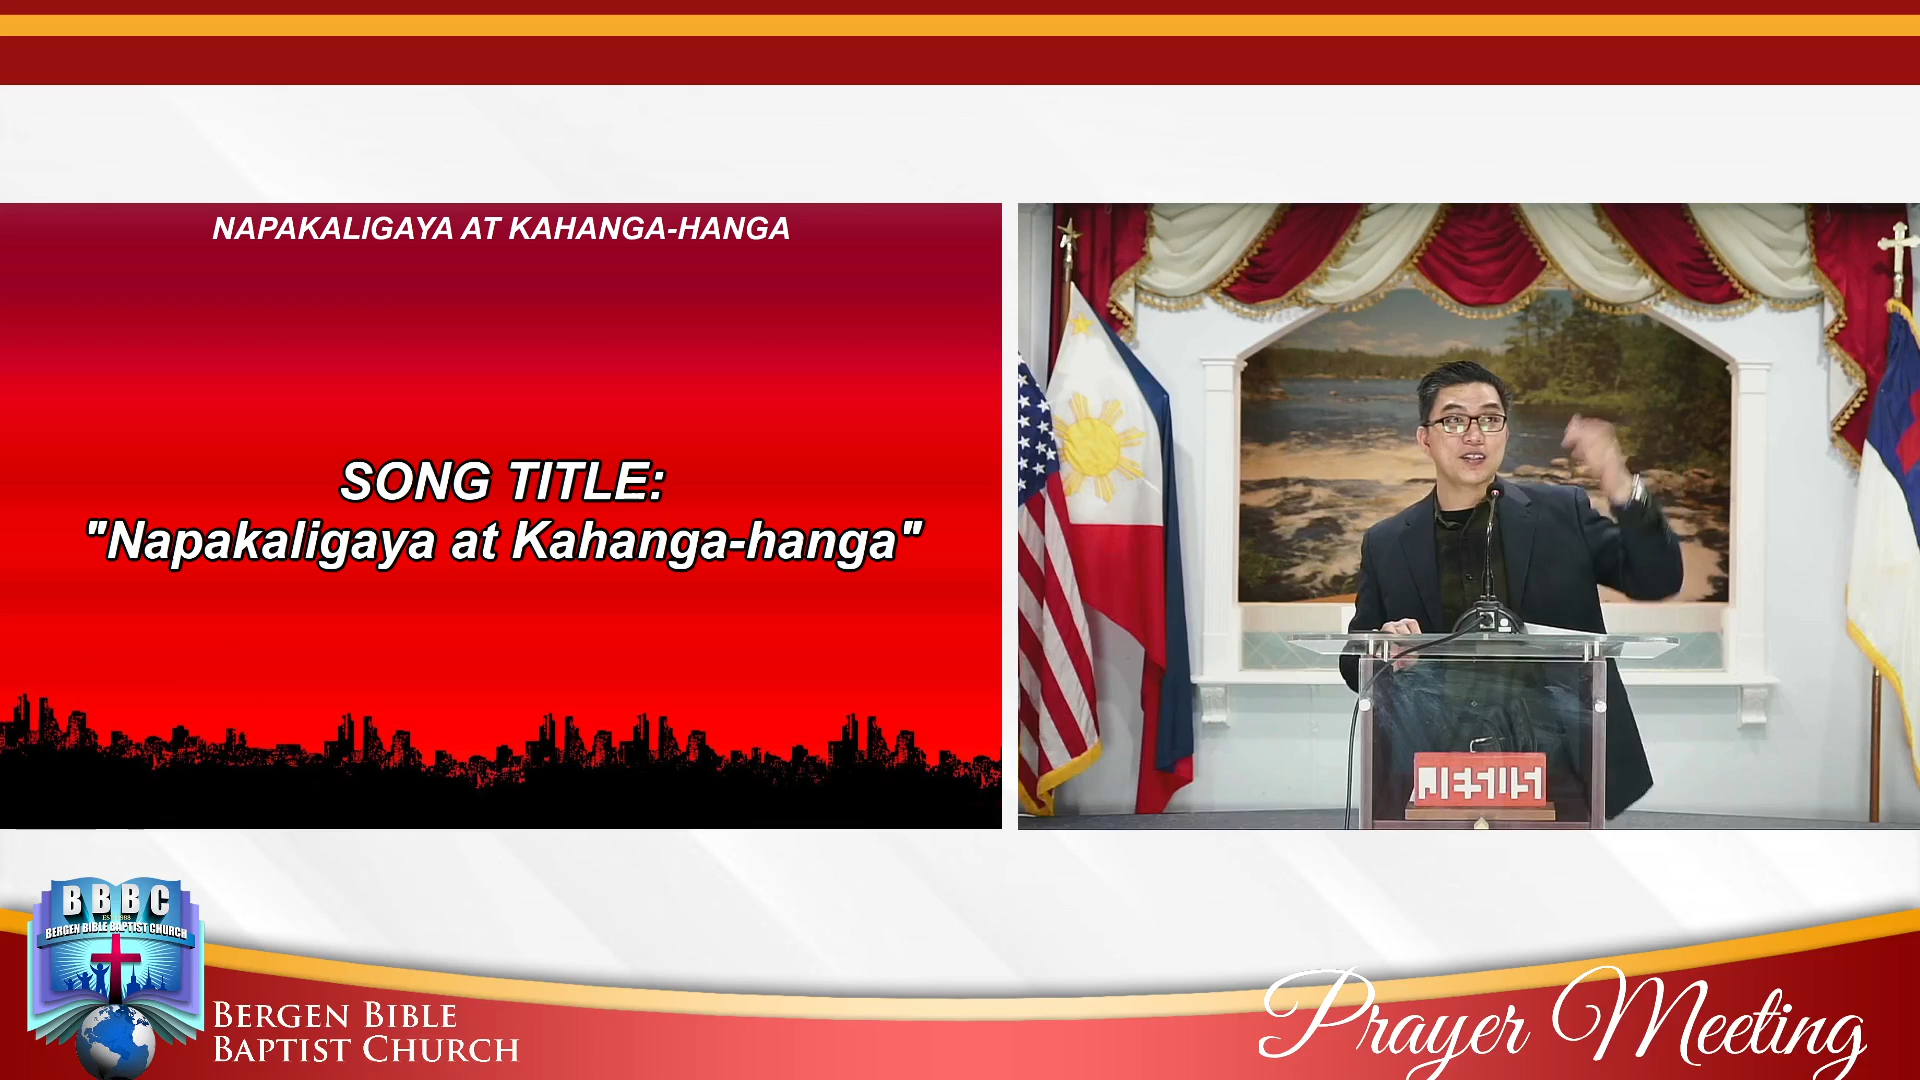 NAPAKALIGAYA AT KAHANGA-HANGA
SONG TITLE:
"Napakaligaya at Kahanga-hanga"
BBBC
BERGEN BIBLE BAPTIST CHURCH
BERGEN BIBLE
BAPTIST CHURCH
Prayer Meeting